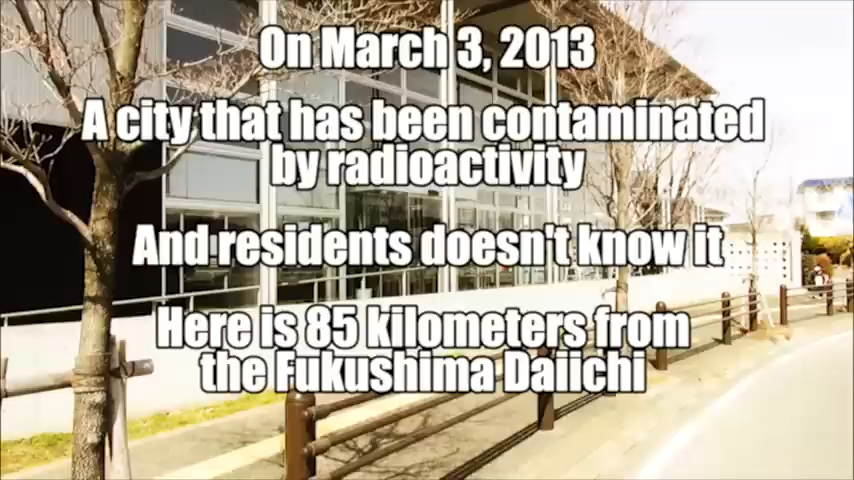 On March 3, 2013
A city that has been contaminated
by radioactivity
And residents doesn't know it
Here is 85 kilometers from
the Fukushima Daiichi